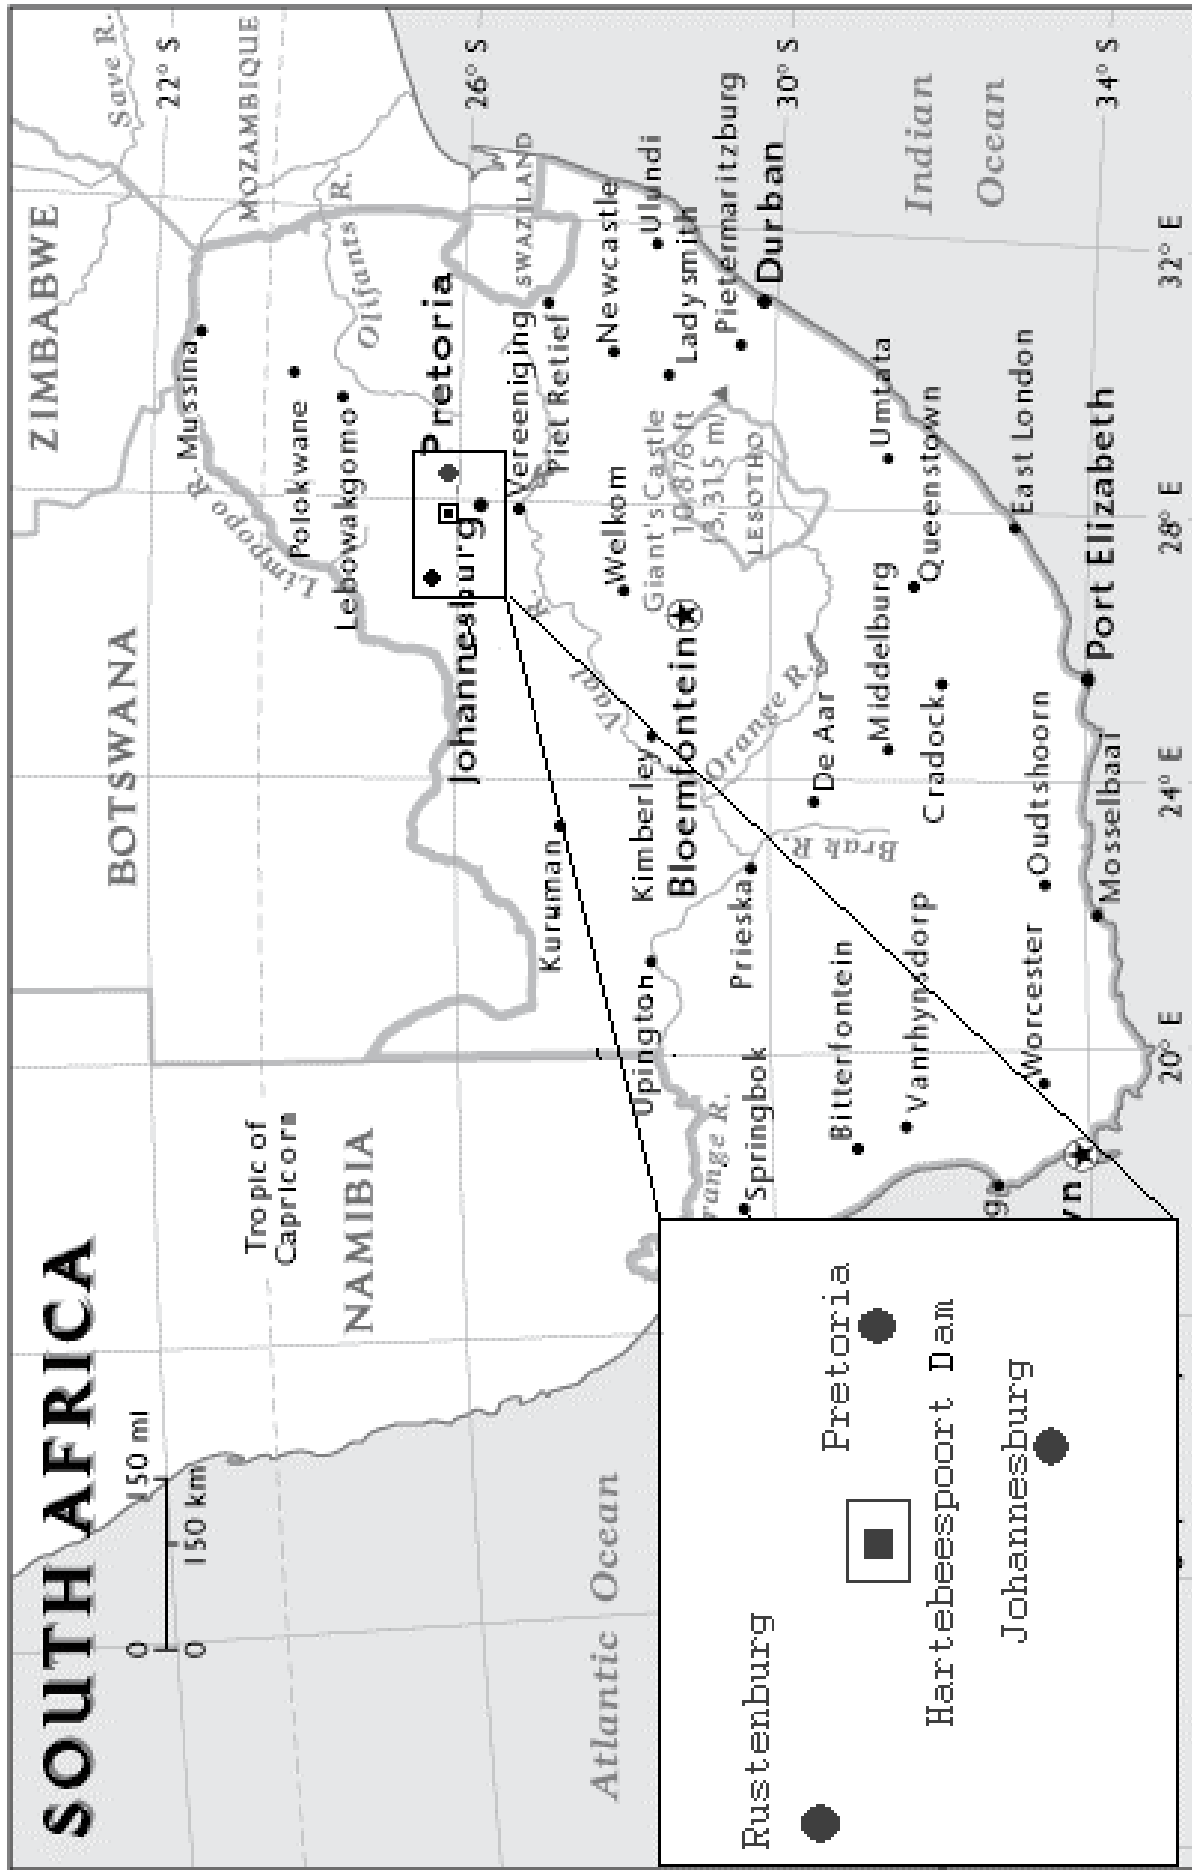 SOUTH AFRICA
0
150 mi
0
150 km
ZIMBABWE
Save R.
22° S
MOZAMBIQUE
BOTSWANA
Mussina
Limpopo R.
Polokwane
Lebowakgomo
Olifants R.
Tropic of
Capricorn
NAMIBIA
Pretoria
26° S
Johannesburg
SWAZILAND
Vereeniging
Piet Retief
Kuruman
Vaal
R.
Welkom
Newcastle
Ulundi
Ladysmith
Giant's Castle
10,876 ft
(3,315 m)
Kimberley
Bloemfontein
Upington
LESOTHO
Pietermaritzburg
Durban
30° S
Orange R.
Prieska
range R.
Springbok
De Aar
Brak R.
Bitterfontein
Middelburg
Umtata
Vanrhynsdorp
Cradock
Queenstown
Indian
Ocean
Worcester
Oudtshoorn
East London
g
wn
Mosselbaai
Port Elizabeth
34° S
20° E
24° E
28° E
32° E
Atlantic Ocean
Rustenburg
Pretoria
Hartebeespoort Dam
Johannesburg